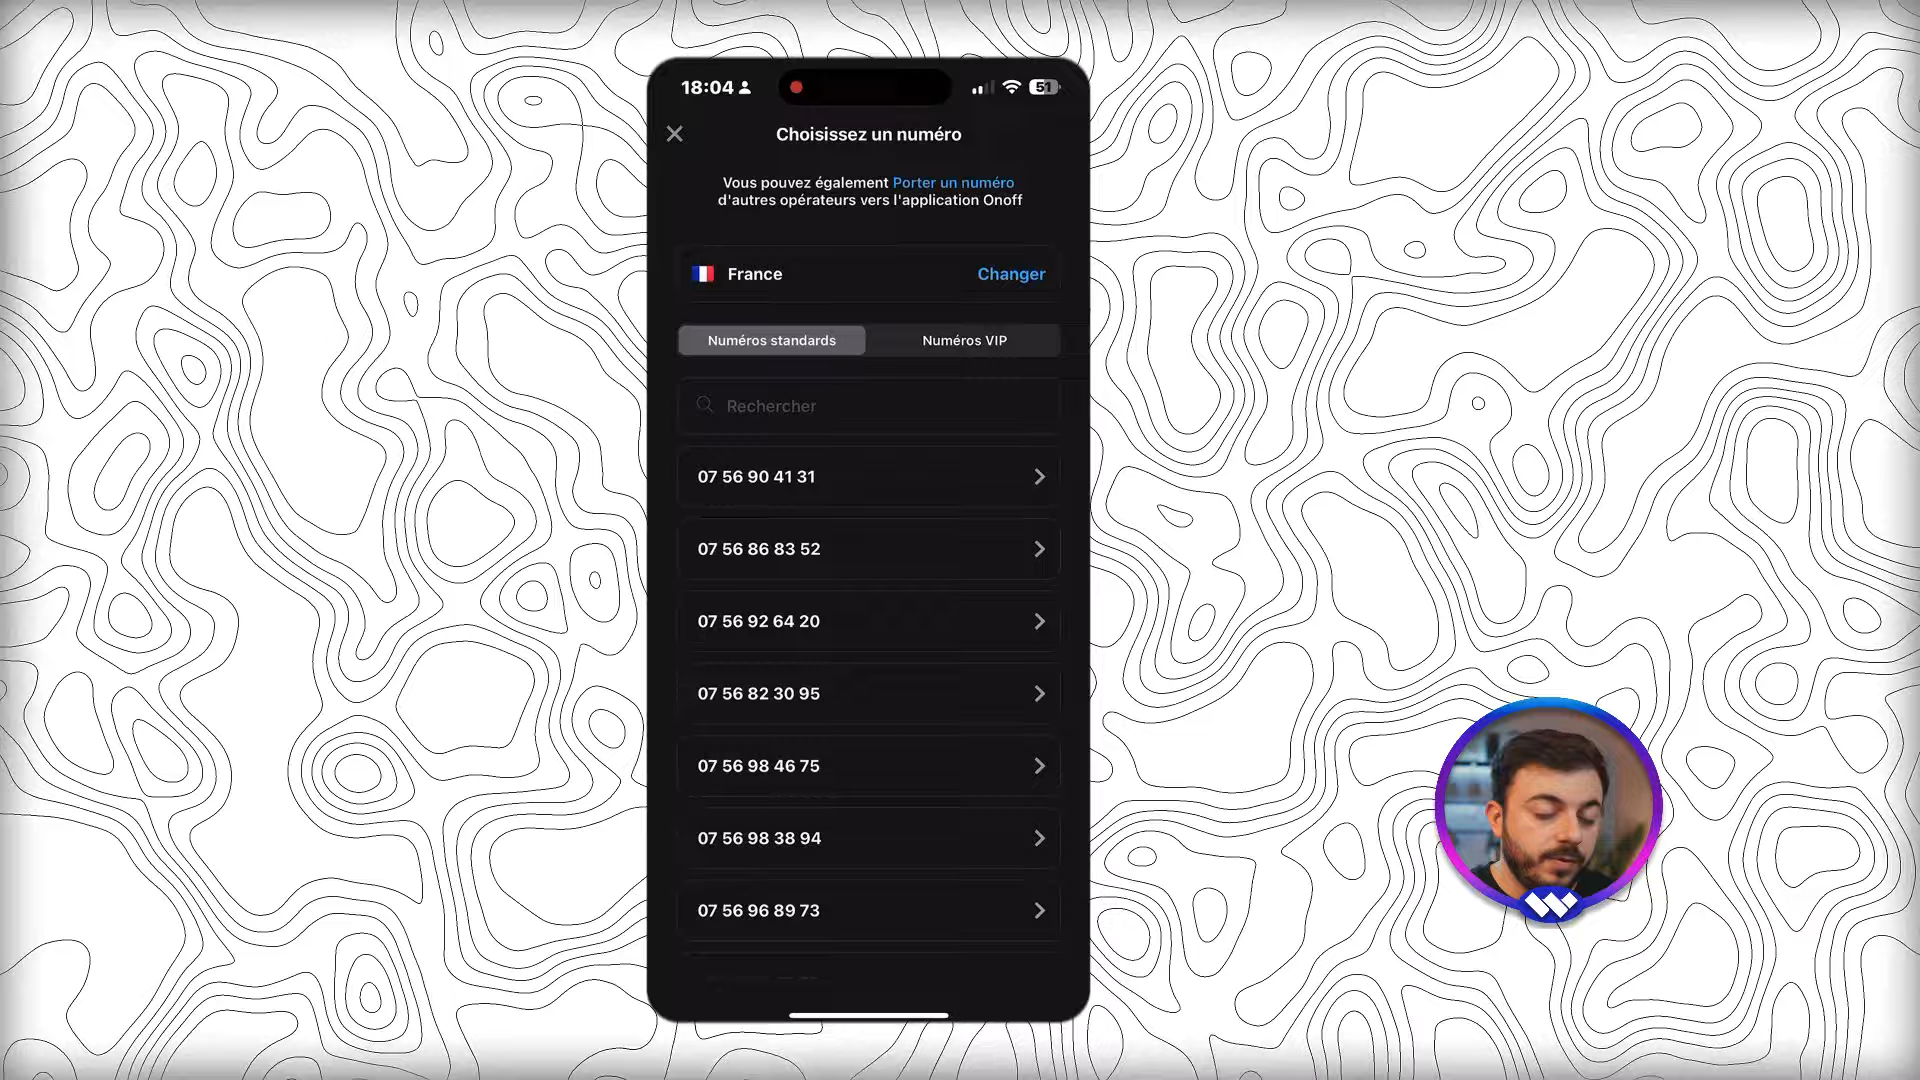 18:04
51
Choisissez un numéro
Vous pouvez également Porter un numéro
d'autres opérateurs vers l'application Onoff
France
Changer
Numéros standards
Numéros VIP
Rechercher
07 56 90 41 31
07 56 86 83 52
07 56 92 64 20
07 56 82 30 95
07 56 98 46 75
07 56 98 38 94
07 56 96 89 73